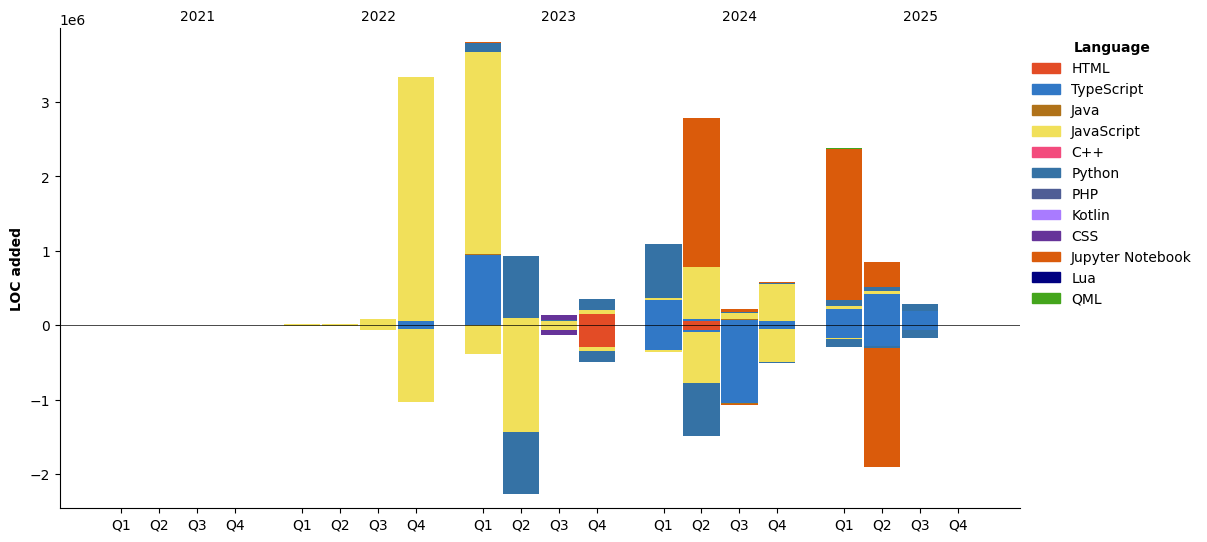 2021 2022 2023 2024 2025
1e6
3
2
1
0
−1
−2
LOC added
Q1 Q2 Q3 Q4 Q1 Q2 Q3 Q4 Q1 Q2 Q3 Q4 Q1 Q2 Q3 Q4 Q1 Q2 Q3 Q4
Language
HTML
TypeScript
Java
JavaScript
C++
Python
PHP
Kotlin
CSS
Jupyter Notebook
Lua
QML